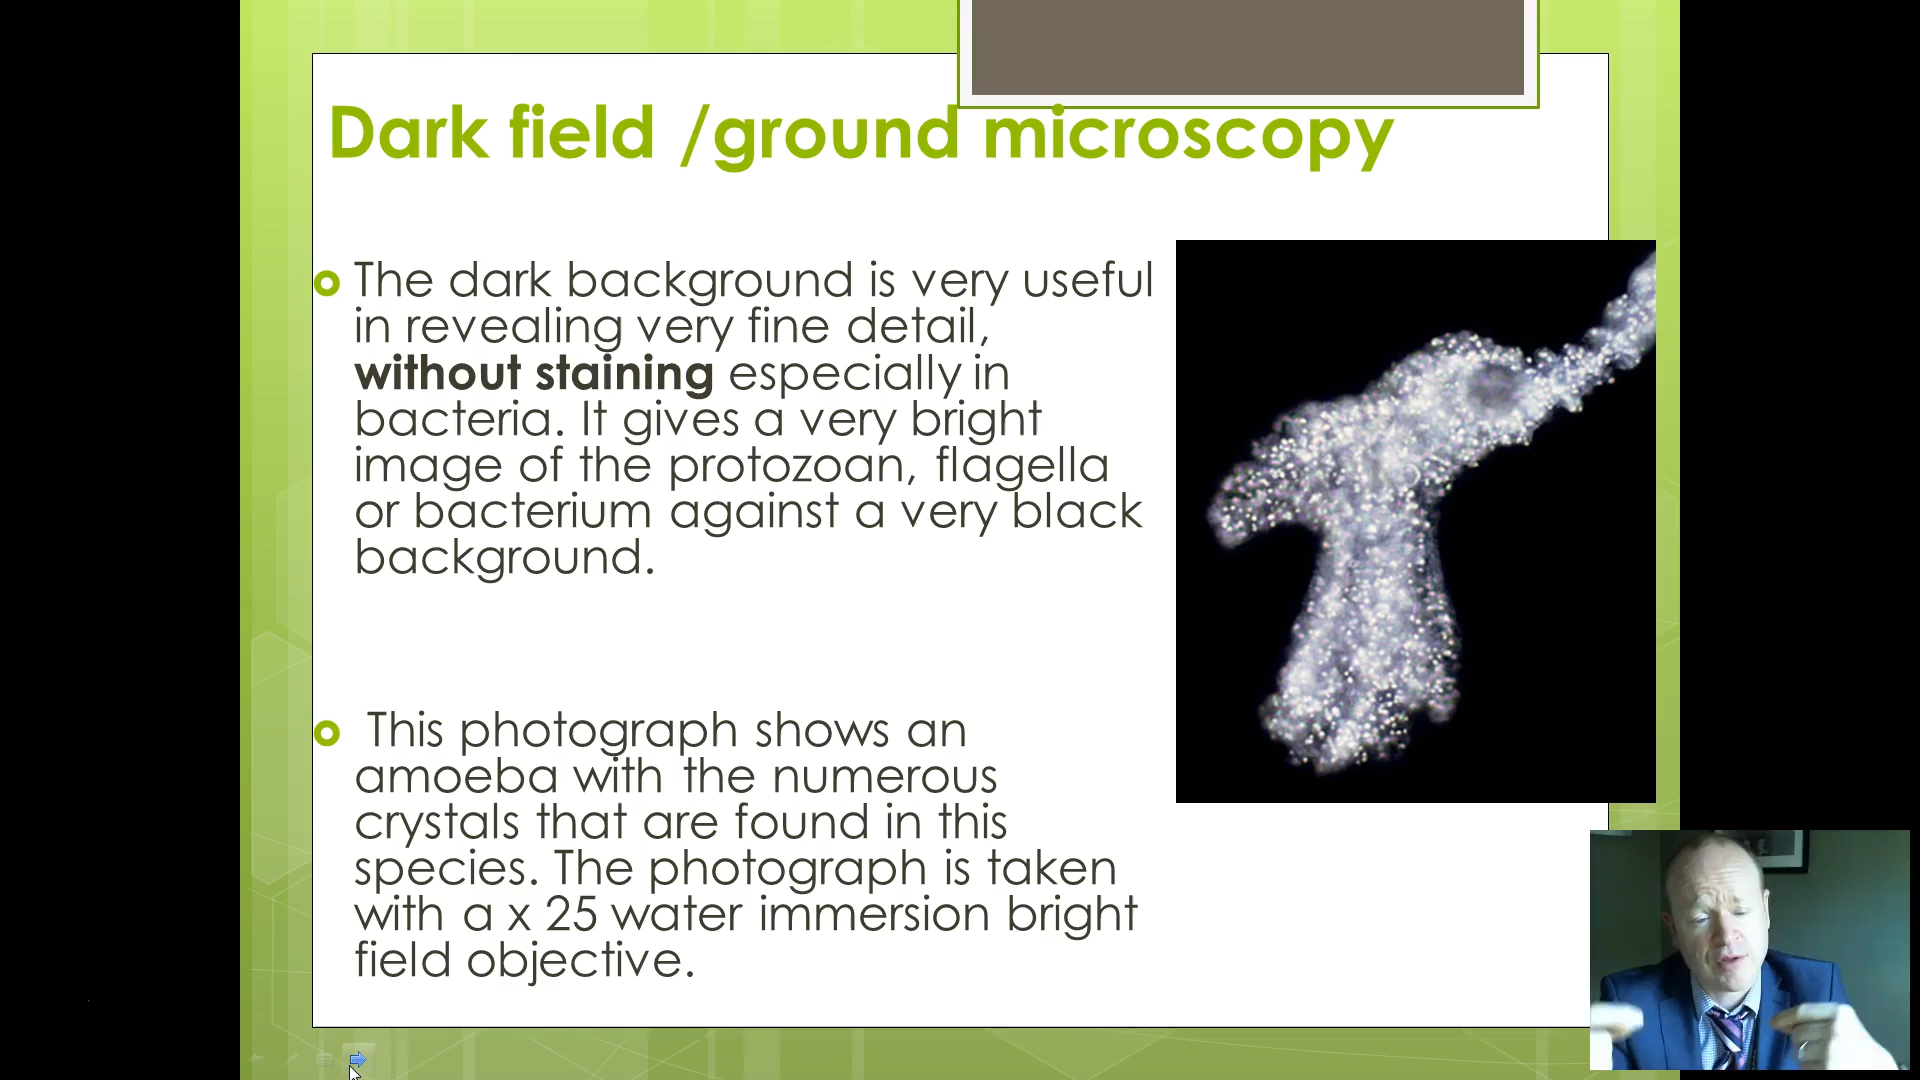 Dark field /ground microscopy
The dark background is very useful
in revealing very fine detail,
without staining especially in
bacteria. It gives a very bright
image of the protozoan, flagella
or bacterium against a very black
background.
This photograph shows an
amoeba with the numerous
crystals that are found in this
species. The photograph is taken
with a x 25 water immersion bright
field objective.